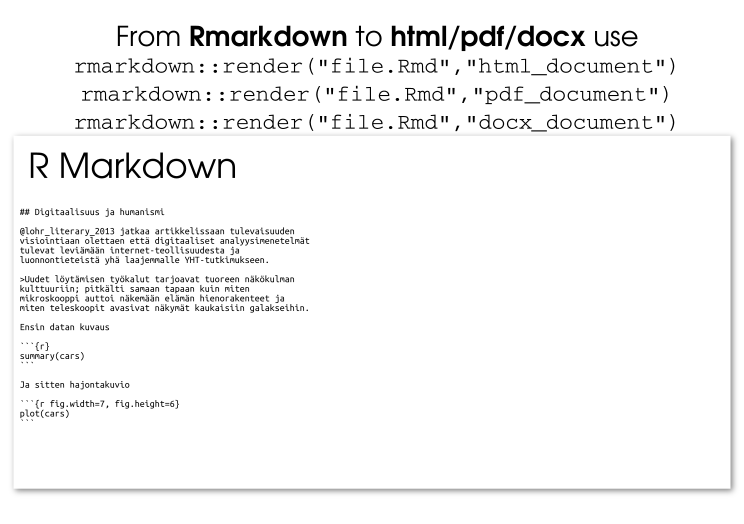 From Rmarkdown to html/pdf/docx use
rmarkdown::render("file.Rmd","html_document")
rmarkdown::render("file.Rmd","pdf_document")
rmarkdown::render("file.Rmd","docx_document")
R Markdown
## Digitaalisuus ja humanismi
@lohr_literary_2013 jatkaa artikkelissaan tulevaisuuden
visiointiaan olettaen että digitaaliset analyysimenetelmät
tulevat leviämään internet-teollisuudesta ja
luonnontieteistä yhä laajemmalle YHT-tutkimukseen.
>Uudet löytämisen työkalut tarjoavat tuoreen näkökulman
kulttuuriin; pitkälti samaan tapaan kuin miten
mikroskooppi auttoi näkemään elämän hienorakenteet ja
miten teleskoopit avasivat näkymät kaukaisiin galakseihin.
Ensin datan kuvaus
```{r}
summary(cars)
```
Ja sitten hajontakuvio
```{r fig.width=7, fig.height=6}
plot(cars)
```